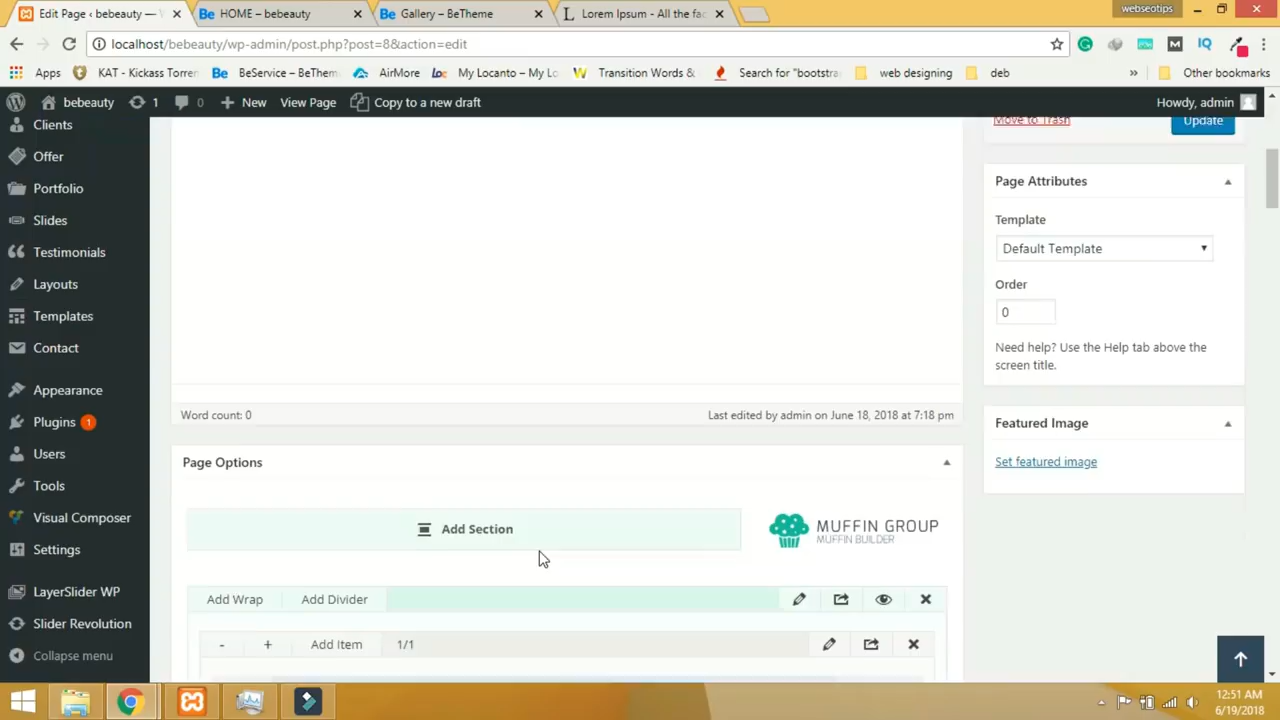 webseotips
Edit Page ‹ bebeauty — W
HOME – bebeauty
Gallery – BeTheme
Lorem Ipsum - All the fac
localhost/bebeauty/wp-admin/post.php?post=8&action=edit
Apps
KAT - Kickass Torren
BeService – BeThem
AirMore
My Locanto – My Lo
Transition Words &
Search for "bootstra
web designing
deb
»
Other bookmarks
bebeauty
1
0
New
View Page
Copy to a new draft
Howdy, admin
Clients
Offer
Portfolio
Slides
Testimonials
Layouts
Templates
Contact
Appearance
Plugins 1
Users
Tools
Visual Composer
Settings
LayerSlider WP
Slider Revolution
Collapse menu
Word count: 0
Last edited by admin on June 18, 2018 at 7:18 pm
Page Options
Add Section
MUFFIN GROUP
MUFFIN BUILDER
Add Wrap
Add Divider
-
+
Add Item
1/1
Move to Trash
Update
Page Attributes
Template
Default Template
Order
0
Need help? Use the Help tab above the
screen title.
Featured Image
Set featured image
12:51 AM
6/19/2018